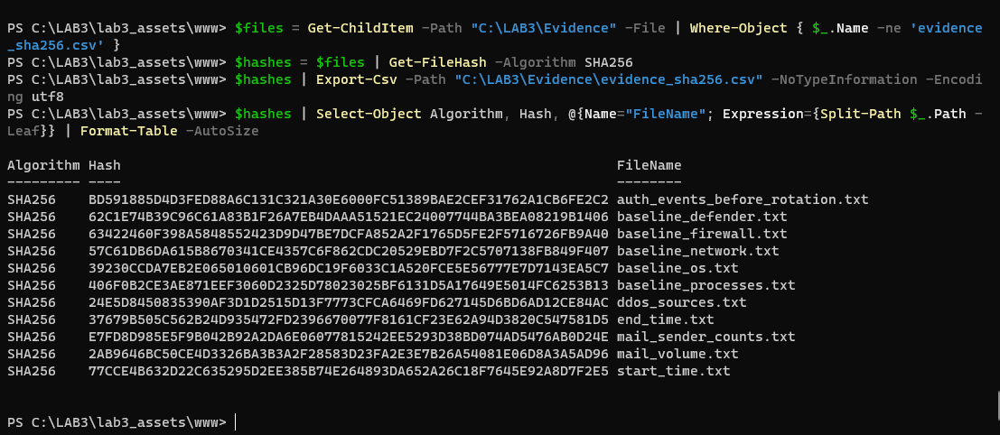 PS C:\LAB3\lab3_assets\www> $files = Get-ChildItem -Path "C:\LAB3\Evidence" -File | Where-Object { $_.Name -ne 'evidence
_sha256.csv' }
PS C:\LAB3\lab3_assets\www> $hashes = $files | Get-FileHash -Algorithm SHA256
PS C:\LAB3\lab3_assets\www> $hashes | Export-Csv -Path "C:\LAB3\Evidence\evidence_sha256.csv" -NoTypeInformation -Encodi
ng utf8
PS C:\LAB3\lab3_assets\www> $hashes | Select-Object Algorithm, Hash, @{Name="FileName"; Expression={Split-Path $_.Path -
Leaf}} | Format-Table -AutoSize
Algorithm Hash FileName
--------- ---- --------
SHA256 BD591885D4D3FED88A6C131C321A30E6000FC51389BAE2CEF31762A1CB6FE2C2 auth_events_before_rotation.txt
SHA256 62C1E74B39C96C61A83B1F26A7EB4DAAA51521EC24007744BA3BEA08219B1406 baseline_defender.txt
SHA256 63422460F398A5848552423D9D47BE7DCFA852A2F1765D5FE2F5716726FB9A40 baseline_firewall.txt
SHA256 57C61DB6DA615B8670341CE4357C6F862CDC20529EBD7F2C5707138FB849F407 baseline_network.txt
SHA256 39230CCDA7EB2E065010601CB96DC19F6033C1A520FCE5E56777E7D7143EA5C7 baseline_os.txt
SHA256 406F0B2CE3AE871EEF3060D2325D78023025BF6131D5A17649E5014FC6253B13 baseline_processes.txt
SHA256 24E5D8450835390AF3D1D2515D13F7773CFCA6469FD627145D6BD6AD12CE84AC ddos_sources.txt
SHA256 37679B505C562B24D935472FD2396670077F8161CF23E62A94D3820C547581D5 end_time.txt
SHA256 E7FD8D985E5F9B042B92A2DA6E06077815242EE5293D38BD074AD5476AB0D24E mail_sender_counts.txt
SHA256 2AB9646BC50CE4D3326BA3B3A2F28583D23FA2E3E7B26A54081E06D8A3A5AD96 mail_volume.txt
SHA256 77CCE4B632D22C635295D2EE385B74E264893DA652A26C18F7645E92A8D7F2E5 start_time.txt
PS C:\LAB3\lab3_assets\www>